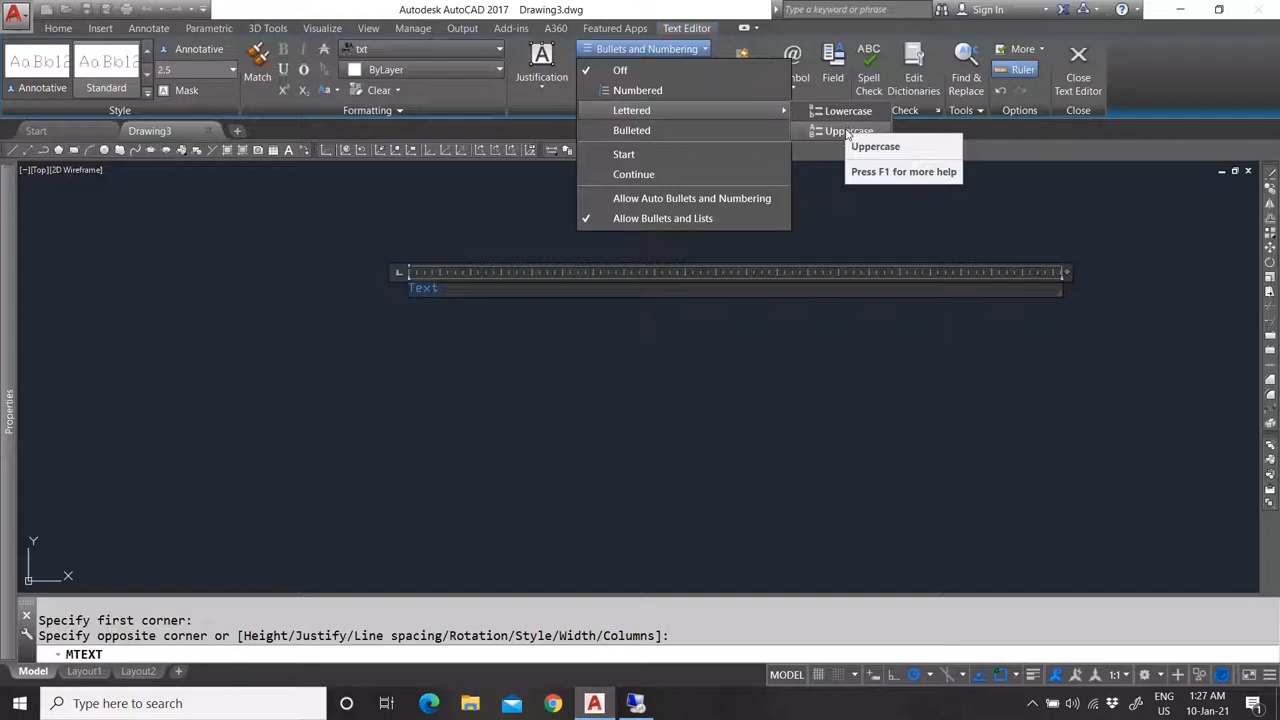 Autodesk AutoCAD 2017 Drawing3.dwg
Type a keyword or phrase
Sign In
Home Insert Annotate Parametric 3D Tools Visualize View Manage Output Add-ins A360 Featured Apps Text Editor
AaBb12 AaBb12
Annotative Standard
Annotative
2.5
Mask
Style
Match
txt
ByLayer
Clear
Formatting
Justification
Bullets and Numbering
Off
Numbered
Lettered
Bulleted
Start
Continue
Allow Auto Bullets and Numbering
Allow Bullets and Lists
Lowercase
Uppercase
Uppercase
Press F1 for more help
Field
Spell
Check
Edit
Dictionaries
Check
Find &
Replace
Tools
More
Ruler
Options
Close
Text Editor
Close
Start Drawing3
[−][Top][2D Wireframe]
Text
Properties
Y
X
Specify first corner:
Specify opposite corner or [Height/Justify/Line spacing/Rotation/Style/Width/Columns]:
MTEXT
Model Layout1 Layout2
MODEL
1:1
Type here to search
ENG
US
1:27 AM
10-Jan-21